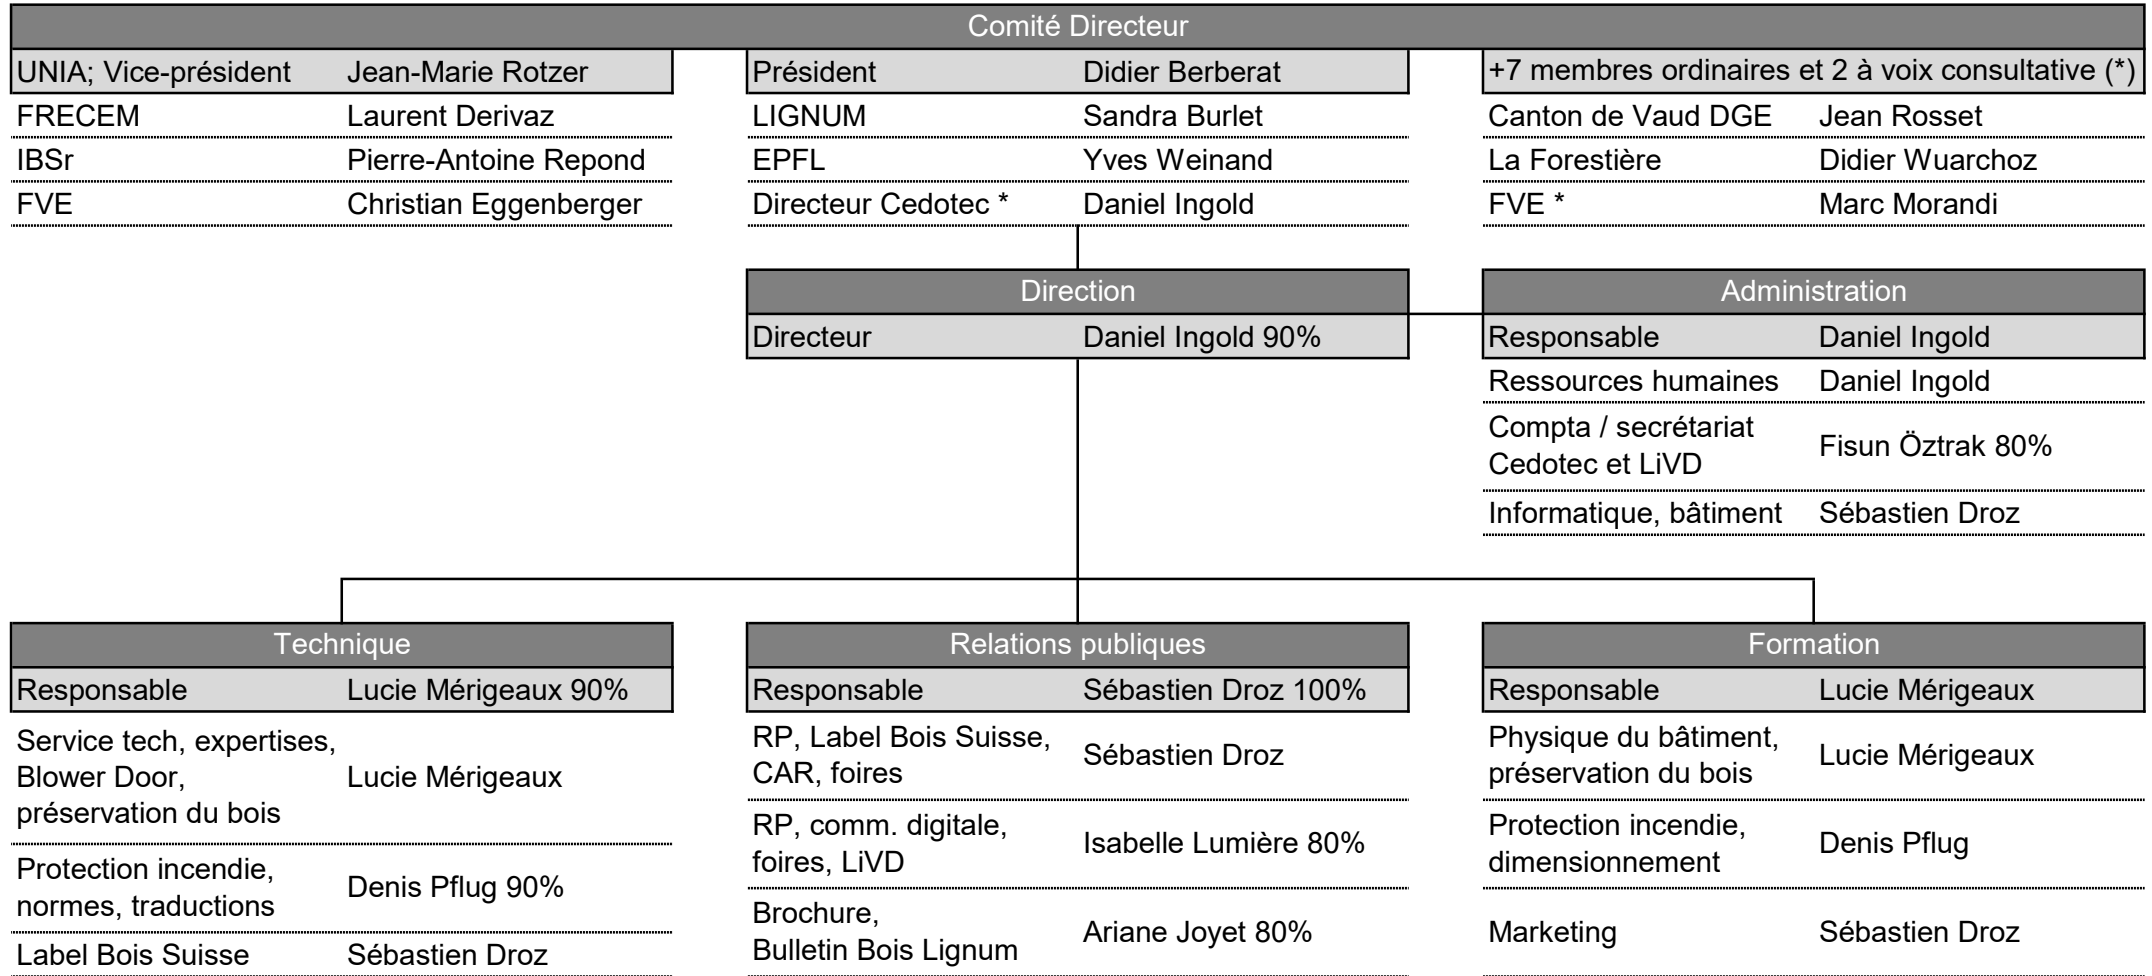 Comité Directeur
UNIA; Vice-président Jean-Marie Rotzer
FRECEM Laurent Derivaz
IBSr Pierre-Antoine Repond
FVE Christian Eggenberger
Président Didier Berberat
LIGNUM Sandra Burlet
EPFL Yves Weinand
Directeur Cedotec * Daniel Ingold
+7 membres ordinaires et 2 à voix consultative (*)
Canton de Vaud DGE Jean Rosset
La Forestière Didier Wuarchoz
FVE * Marc Morandi
Direction
Directeur Daniel Ingold 90%
Administration
Responsable Daniel Ingold
Ressources humaines Daniel Ingold
Compta / secrétariat
Cedotec et LiVD
Fisun Öztrak 80%
Informatique, bâtiment Sébastien Droz
Technique
Responsable Lucie Mérigeaux 90%
Service tech, expertises,
Blower Door,
préservation du bois
Lucie Mérigeaux
Protection incendie,
normes, traductions
Denis Pflug 90%
Label Bois Suisse Sébastien Droz
Relations publiques
Responsable Sébastien Droz 100%
RP, Label Bois Suisse,
CAR, foires
Sébastien Droz
RP, comm. digitale,
foires, LiVD
Isabelle Lumière 80%
Brochure,
Bulletin Bois Lignum
Ariane Joyet 80%
Formation
Responsable Lucie Mérigeaux
Physique du bâtiment,
préservation du bois
Lucie Mérigeaux
Protection incendie,
dimensionnement
Denis Pflug
Marketing Sébastien Droz